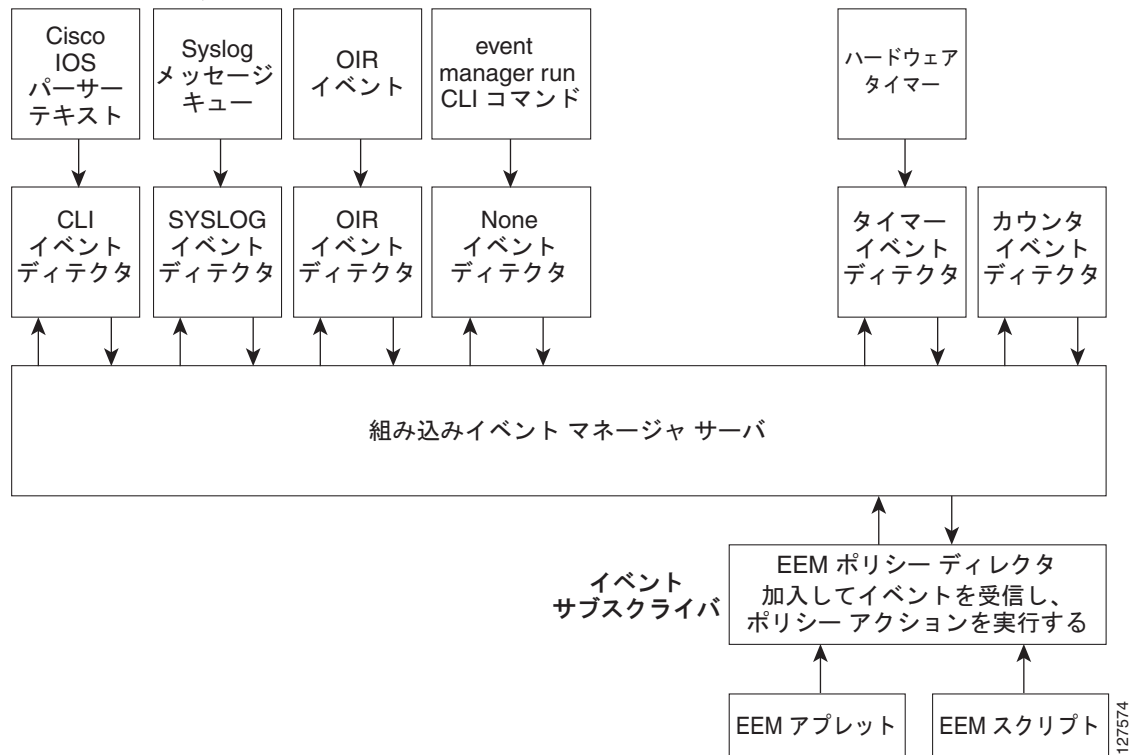 Cisco
IOS
パーサー
テキスト
Syslog
メッセージ
キュー
OIR
イベント
event
manager run
CLI コマンド
ハードウェア
タイマー
CLI
イベント
ディテクタ
SYSLOG
イベント
ディテクタ
OIR
イベント
ディテクタ
None
イベント
ディテクタ
タイマー
イベント
ディテクタ
カウンタ
イベント
ディテクタ
組み込みイベント マネージャ サーバ
イベント
サブスクライバ
EEM ポリシー ディレクタ
加入してイベントを受信し、
ポリシー アクションを実行する
EEM アプレット
EEM スクリプト
127574